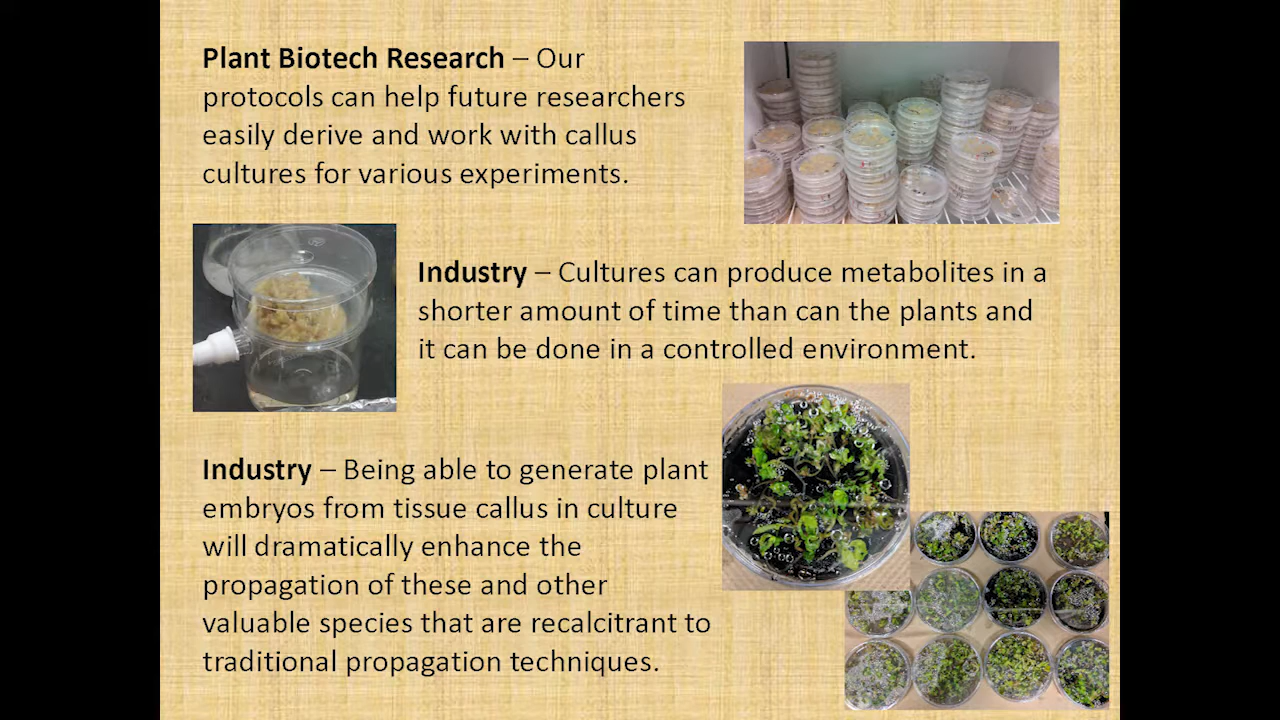 Plant Biotech Research – Our
protocols can help future researchers
easily derive and work with callus
cultures for various experiments.
Industry – Cultures can produce metabolites in a
shorter amount of time than can the plants and
it can be done in a controlled environment.
Industry – Being able to generate plant
embryos from tissue callus in culture
will dramatically enhance the
propagation of these and other
valuable species that are recalcitrant to
traditional propagation techniques.